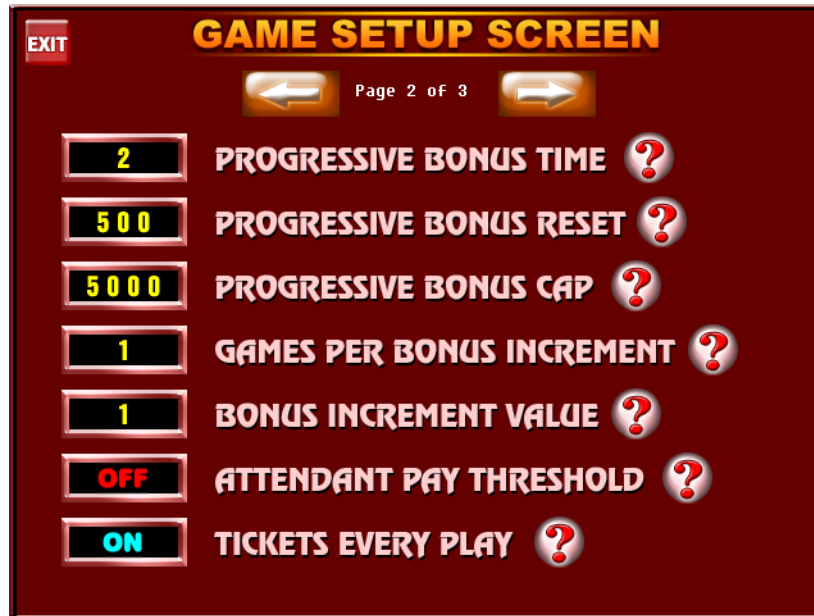 EXIT
GAME SETUP SCREEN
Page 2 of 3
2 PROGRESSIVE BONUS TIME ?
500 PROGRESSIVE BONUS RESET ?
5000 PROGRESSIVE BONUS CAP ?
1 GAMES PER BONUS INCREMENT ?
1 BONUS INCREMENT VALUE ?
OFF ATTENDANT PAY THRESHOLD ?
ON TICKETS EVERY PLAY ?